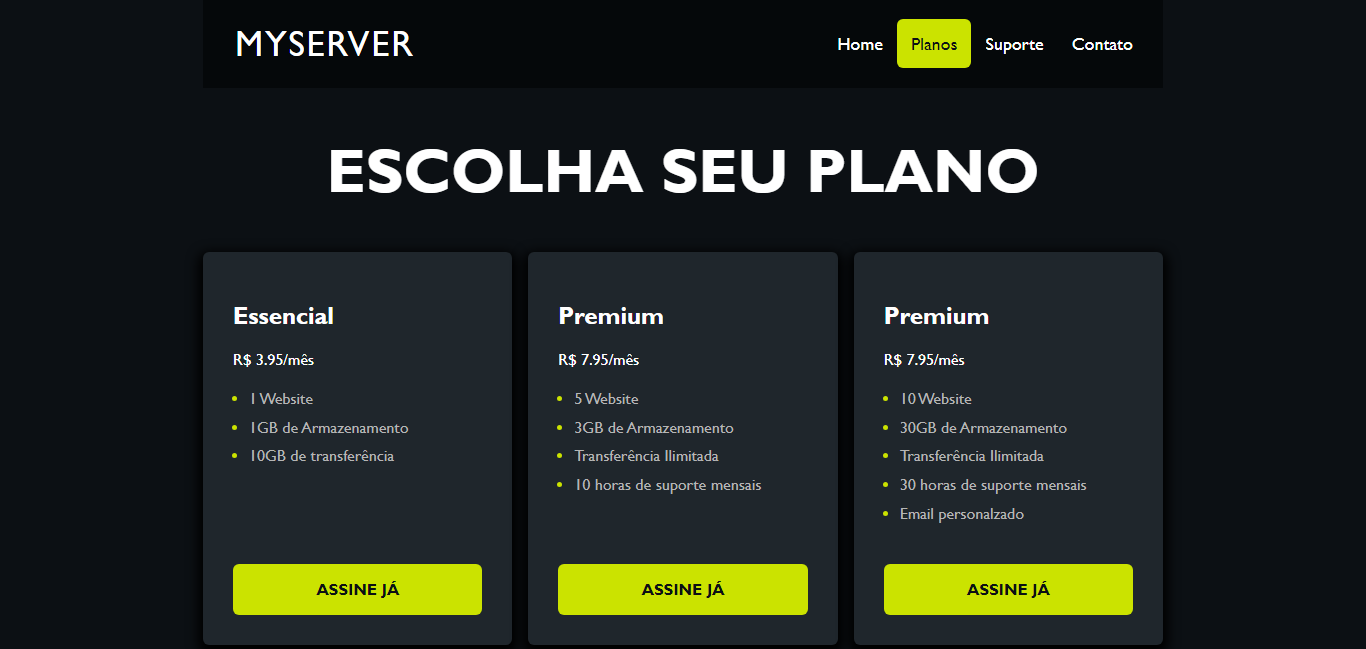 MYSERVER
Home Planos Suporte Contato
ESCOLHA SEU PLANO
Essencial
R$ 3.95/mês
1 Website
1GB de Armazenamento
10GB de transferência
ASSINE JÁ
Premium
R$ 7.95/mês
5 Website
3GB de Armazenamento
Transferência Ilimitada
10 horas de suporte mensais
ASSINE JÁ
Premium
R$ 7.95/mês
10 Website
30GB de Armazenamento
Transferência Ilimitada
30 horas de suporte mensais
Email personalzado
ASSINE JÁ